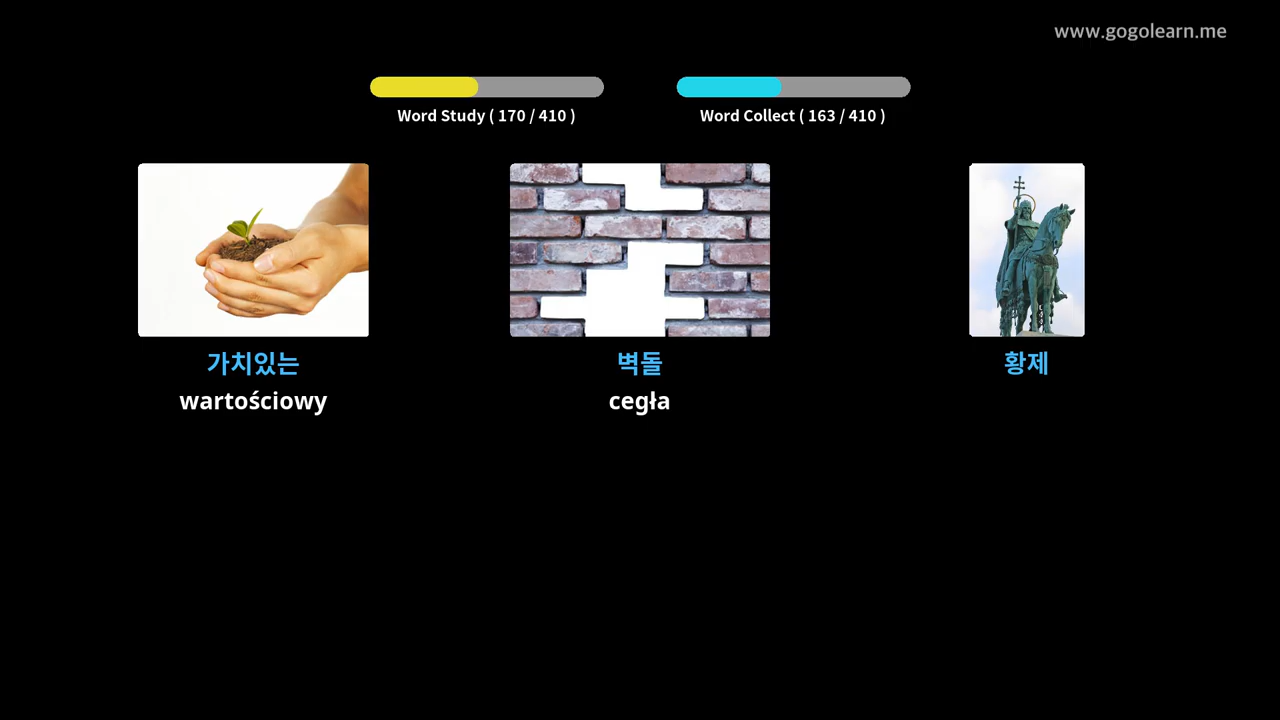 www.gogolearn.me
Word Study ( 170 / 410 )
Word Collect ( 163 / 410 )
가치있는
wartościowy
벽돌
cegła
황제